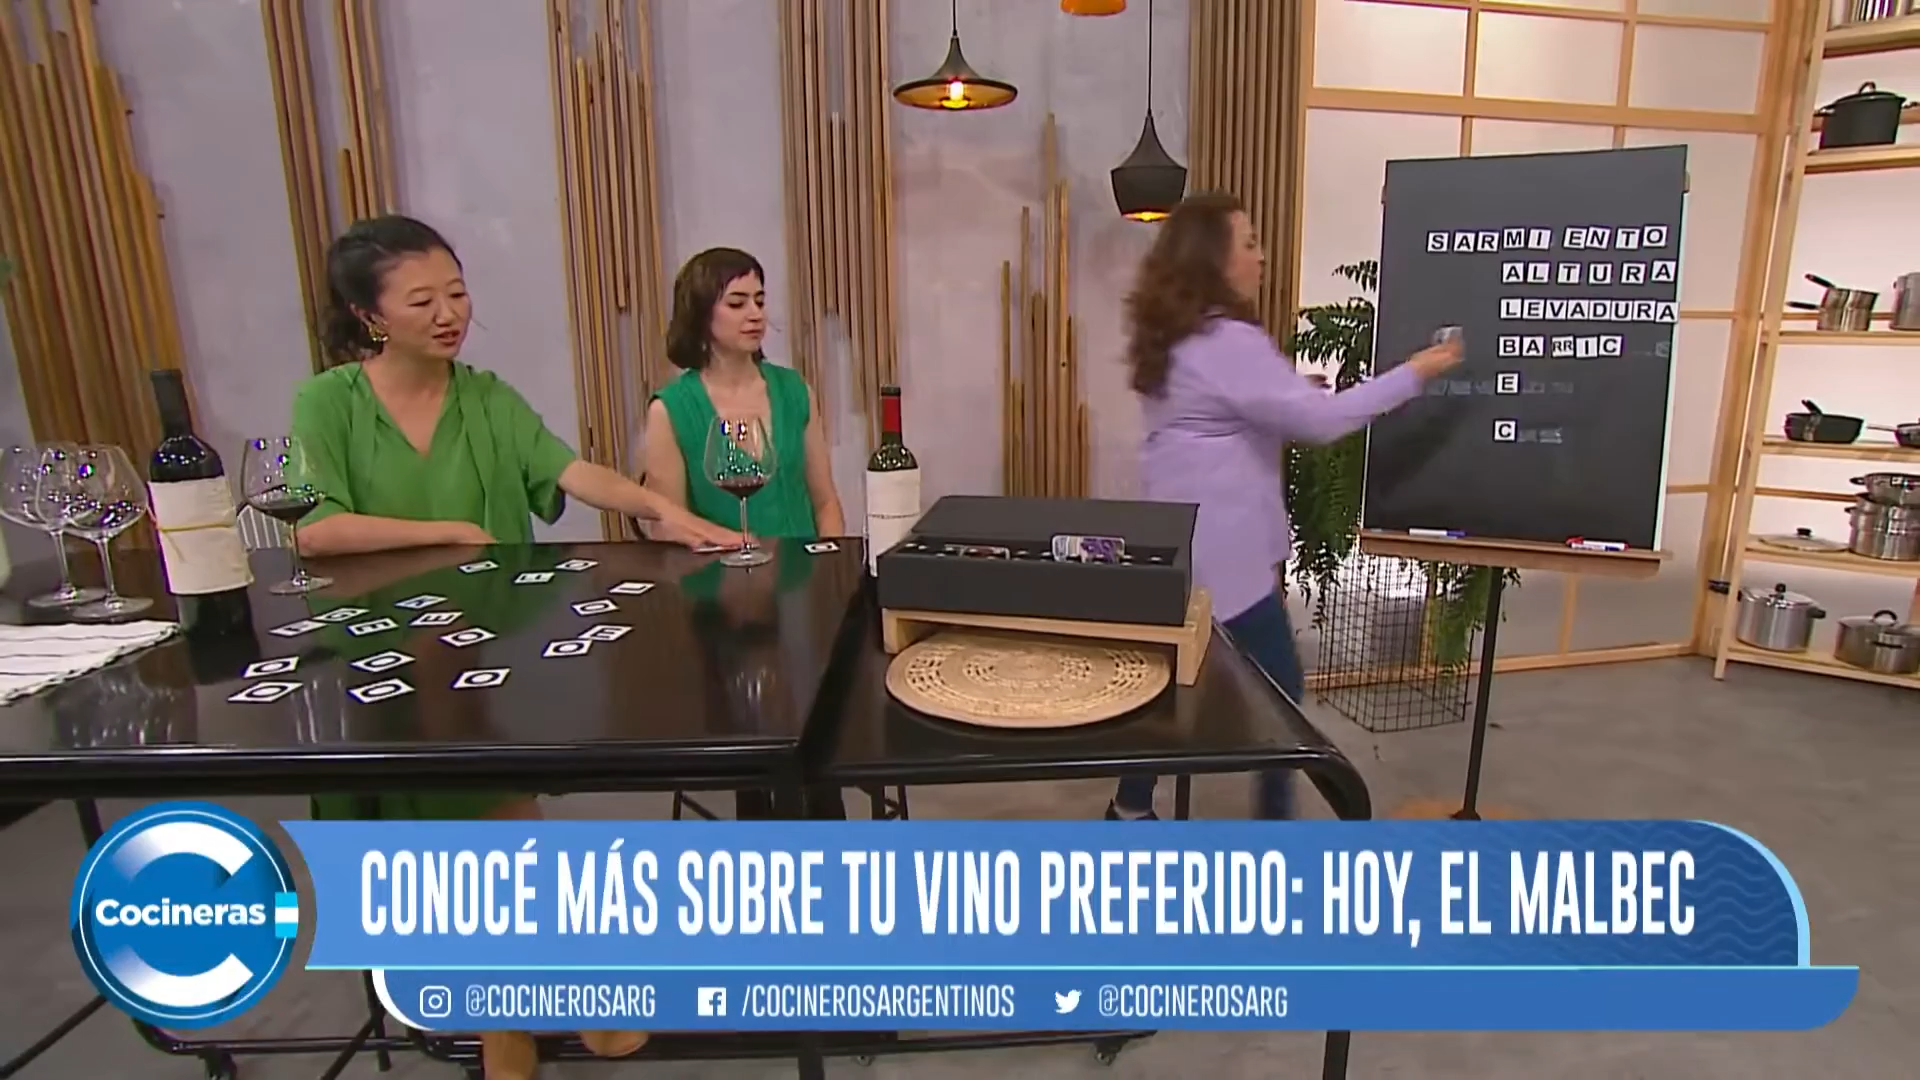 SARMIENTO
ALTURA
LEVADURA
BARRIC
E
C
Cocineras
CONOCÉ MÁS SOBRE TU VINO PREFERIDO: HOY, EL MALBEC
@COCINEROSARG /COCINEROSARGENTINOS @COCINEROSARG